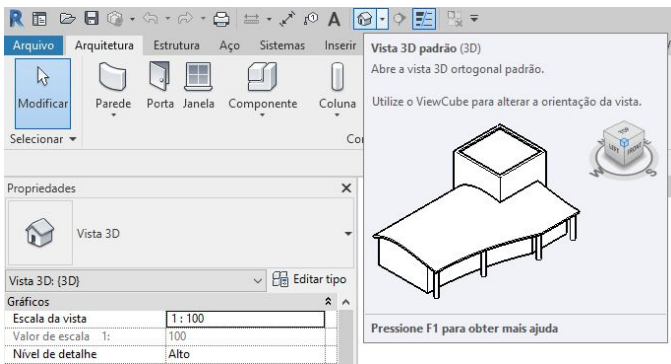 R
A
Arquivo Arquitetura Estrutura Aço Sistemas Inserir
Modificar Parede Porta Janela Componente Coluna
Selecionar
Vista 3D padrão (3D)
Abre a vista 3D ortogonal padrão.
Utilize o ViewCube para alterar a orientação da vista.
TOP
LEFT FRONT
W S
Pressione F1 para obter mais ajuda
Propriedades
Vista 3D
Vista 3D: {3D} Editar tipo
Gráficos
Escala da vista 1 : 100
Valor de escala 1: 100
Nível de detalhe Alto